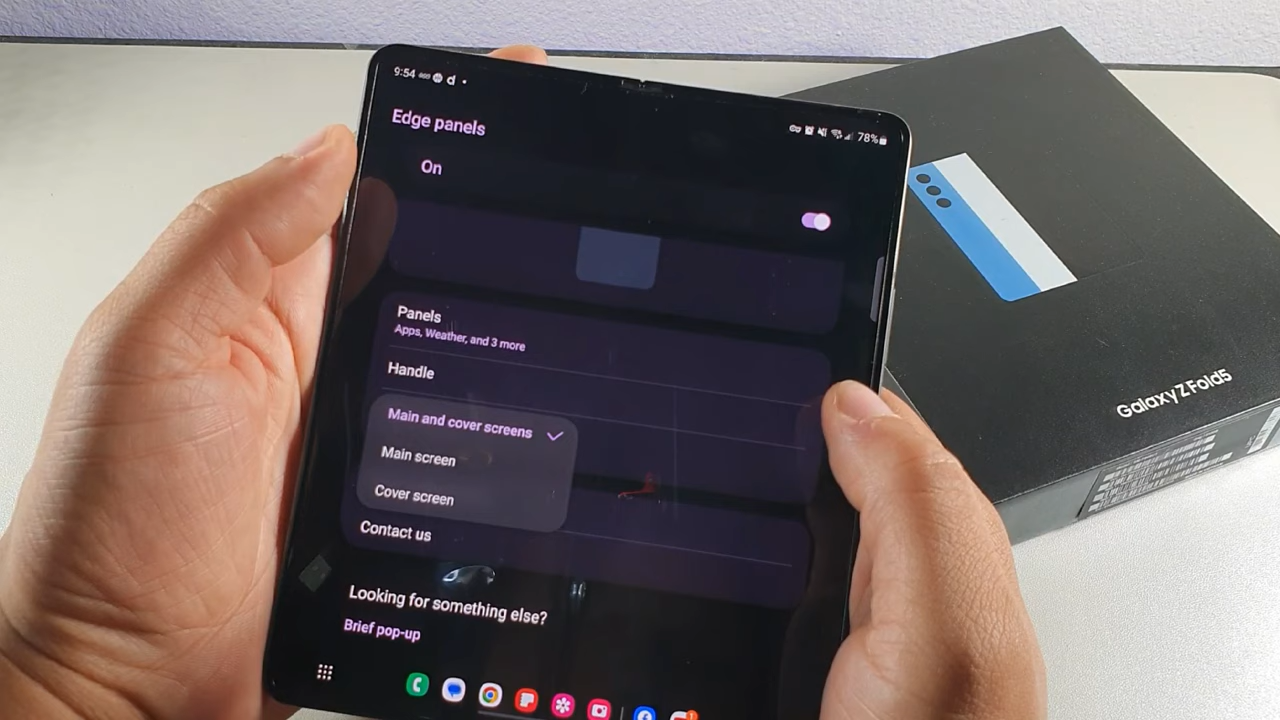 9:54
78%
Edge panels
On
Panels
Apps, Weather, and 3 more
Handle
Main and cover screens
Main screen
Cover screen
Contact us
Looking for something else?
Brief pop-up
Galaxy Z Fold5